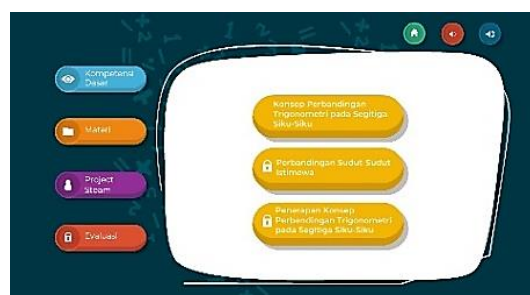 Kompetensi
Dasar
Materi
Project
Steam
Evaluasi
Konsep Perbandingan
Trigonometri pada Segitiga
Siku-Siku
Perbandingan Sudut Sudut
Istimewa
Penerapan Konsep
Perbandingan Trigonometri
pada Segitiga Siku-Siku